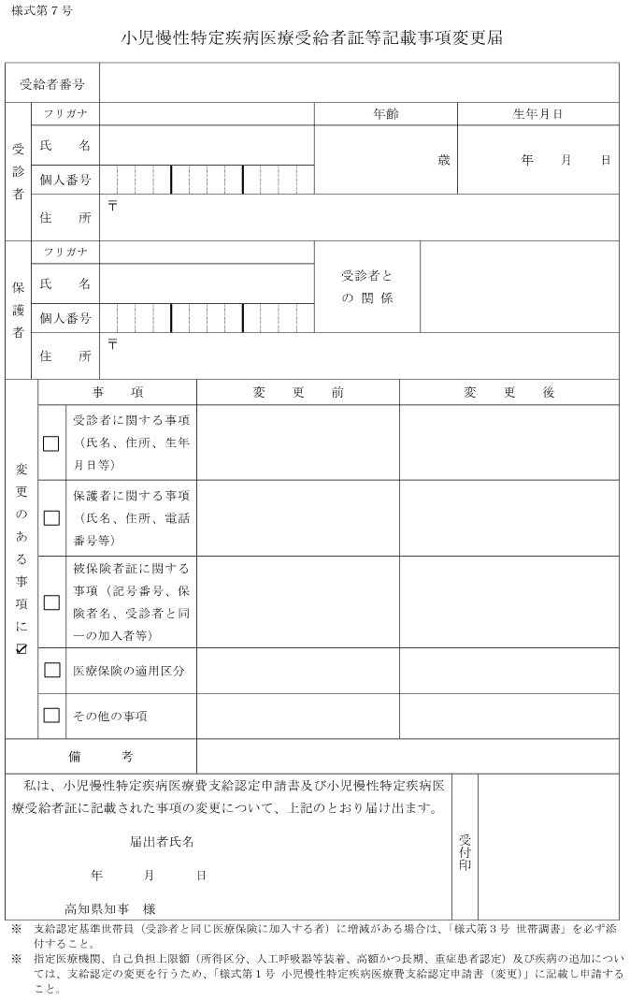 様式第７号
小児慢性特定疾病医療受給者証等記載事項変更届
受給者番号
受診者
フリガナ
年齢
生年月日
氏　　名
歳
年　　月　　日
個人番号
住　　所
〒
保護者
フリガナ
氏　　名
受診者と
の 関 係
個人番号
住　　所
〒
変更のある事項に☑
事　　項
変　　更　　前
変　　更　　後
□
受診者に関する事項
（氏名、住所、生年
月日等）
□
保護者に関する事項
（氏名、住所、電話
番号等）
□
被保険者証に関する
事項（記号番号、保
険者名、受診者と同
一の加入者等）
□
医療保険の適用区分
□
その他の事項
備　　　考
私は、小児慢性特定疾病医療費支給認定申請書及び小児慢性特定疾病医
療受給者証に記載された事項の変更について、上記のとおり届け出ます。
届出者氏名
年　　　月　　　日
高知県知事　様
受付印
※　支給認定基準世帯員（受診者と同じ医療保険に加入する者）に増減がある場合は、「様式第３号 世帯調書」を必ず添
付すること。
※　指定医療機関、自己負担上限額（所得区分、人工呼吸器等装着、高額かつ長期、重症患者認定）及び疾病の追加につい
ては、支給認定の変更を行うため、「様式第１号 小児慢性特定疾病医療費支給認定申請書（変更）」に記載し申請する
こと。